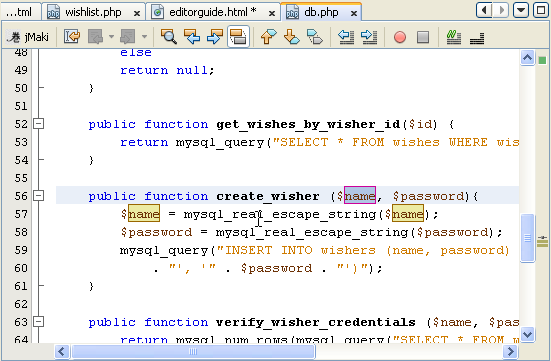 ...tml wishlist.php editorguide.html * db.php
jMaki
48 else
49 return null;
50 }
51
52 public function get_wishes_by_wisher_id($id) {
53 return mysql_query("SELECT * FROM wishes WHERE wis
54 }
55
56 public function create_wisher ($name, $password){
57 $name = mysql_real_escape_string($name);
58 $password = mysql_real_escape_string($password);
59 mysql_query("INSERT INTO wishers (name, password)
60 . "', '" . $password . "')");
61 }
62
63 public function verify_wisher_credentials ($name, $pas
64 return mysql_num_rows(mysql_query("SELECT * FROM w